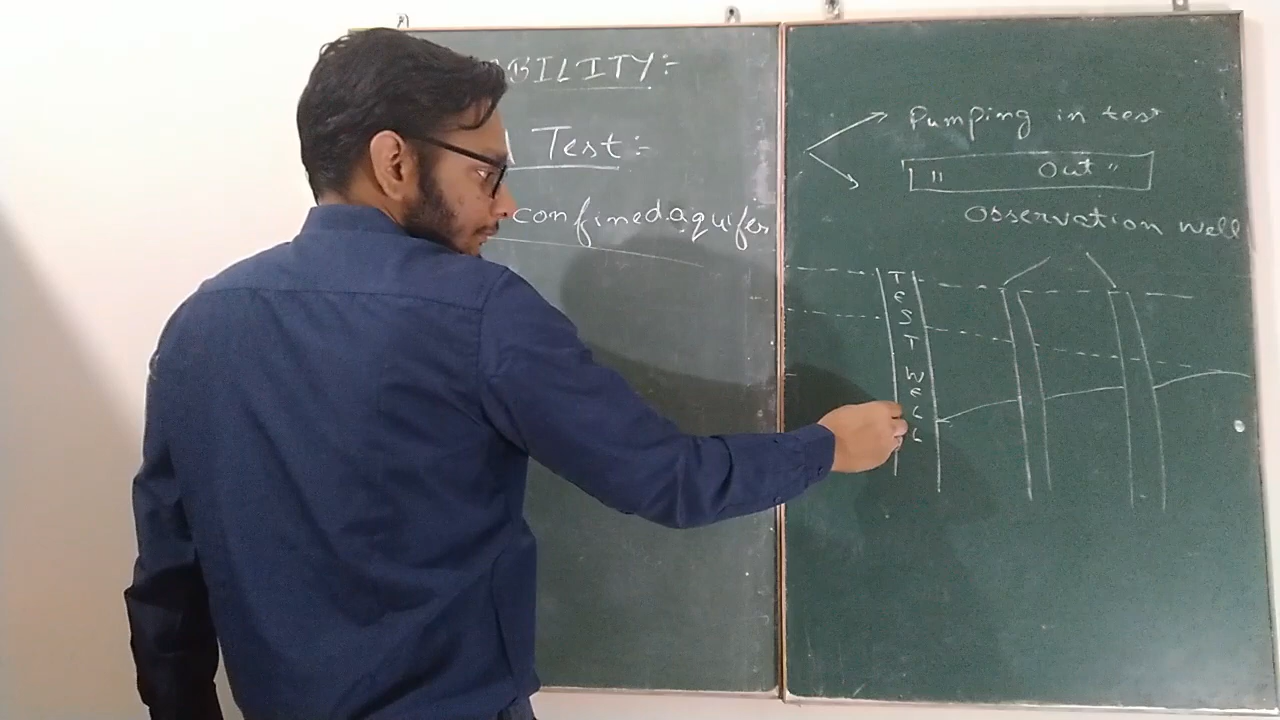 BILITY:-
Test:-
confined aquifer
Pumping in test
" Out "
Observation well
TEST WELL